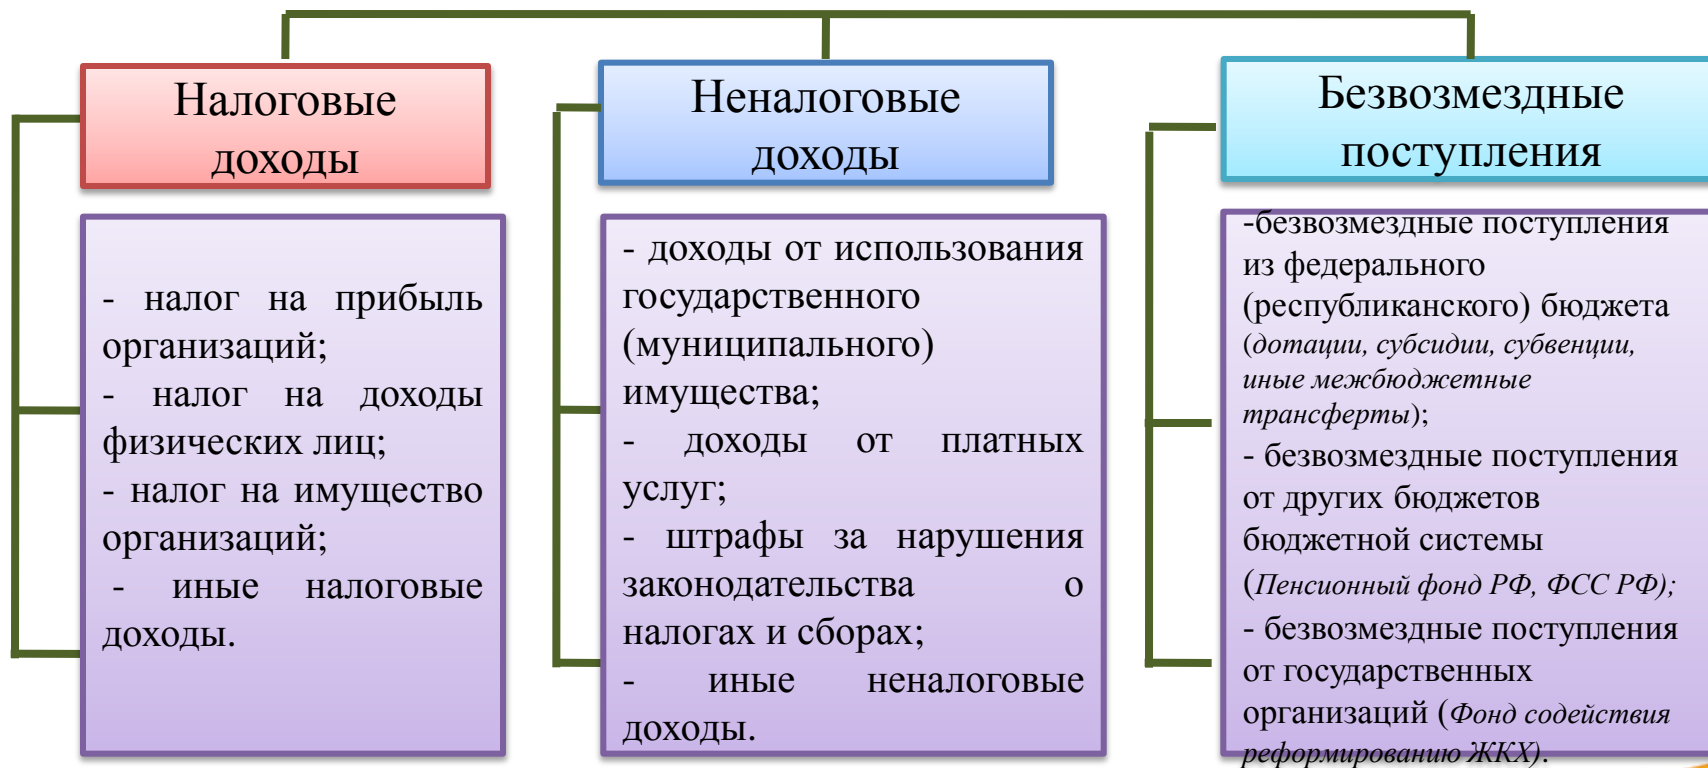 Налоговые
доходы
- налог на прибыль
организаций;
- налог на доходы
физических лиц;
- налог на имущество
организаций;
- иные налоговые
доходы.
Неналоговые
доходы
- доходы от использования
государственного
(муниципального)
имущества;
- доходы от платных
услуг;
- штрафы за нарушения
законодательства о
налогах и сборах;
- иные неналоговые
доходы.
Безвозмездные
поступления
-безвозмездные поступления
из федерального
(республиканского) бюджета
(дотации, субсидии, субвенции,
иные межбюджетные
трансферты);
- безвозмездные поступления
от других бюджетов
бюджетной системы
(Пенсионный фонд РФ, ФСС РФ);
- безвозмездные поступления
от государственных
организаций (Фонд содействия
реформированию ЖКХ).